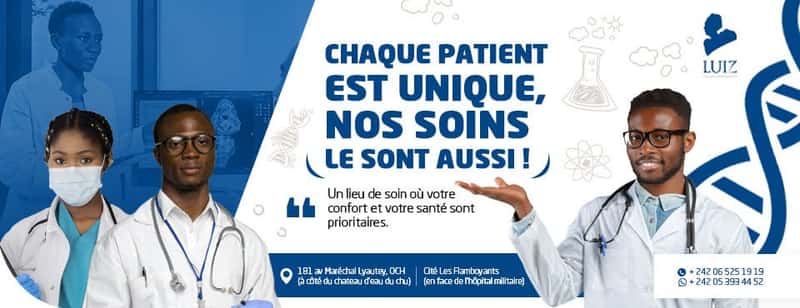 CHAQUE PATIENT
EST UNIQUE,
NOS SOINS
LE SONT AUSSI !
LUIZ
Un lieu de soin où votre
confort et votre santé sont
prioritaires.
181 av Maréchal Lyautey, OCH
(à côté du chateau d'eau du chu)
Cité Les Flamboyants
(en face de l'hôpital militaire)
+ 242 06 525 19 19
+ 242 05 393 44 52